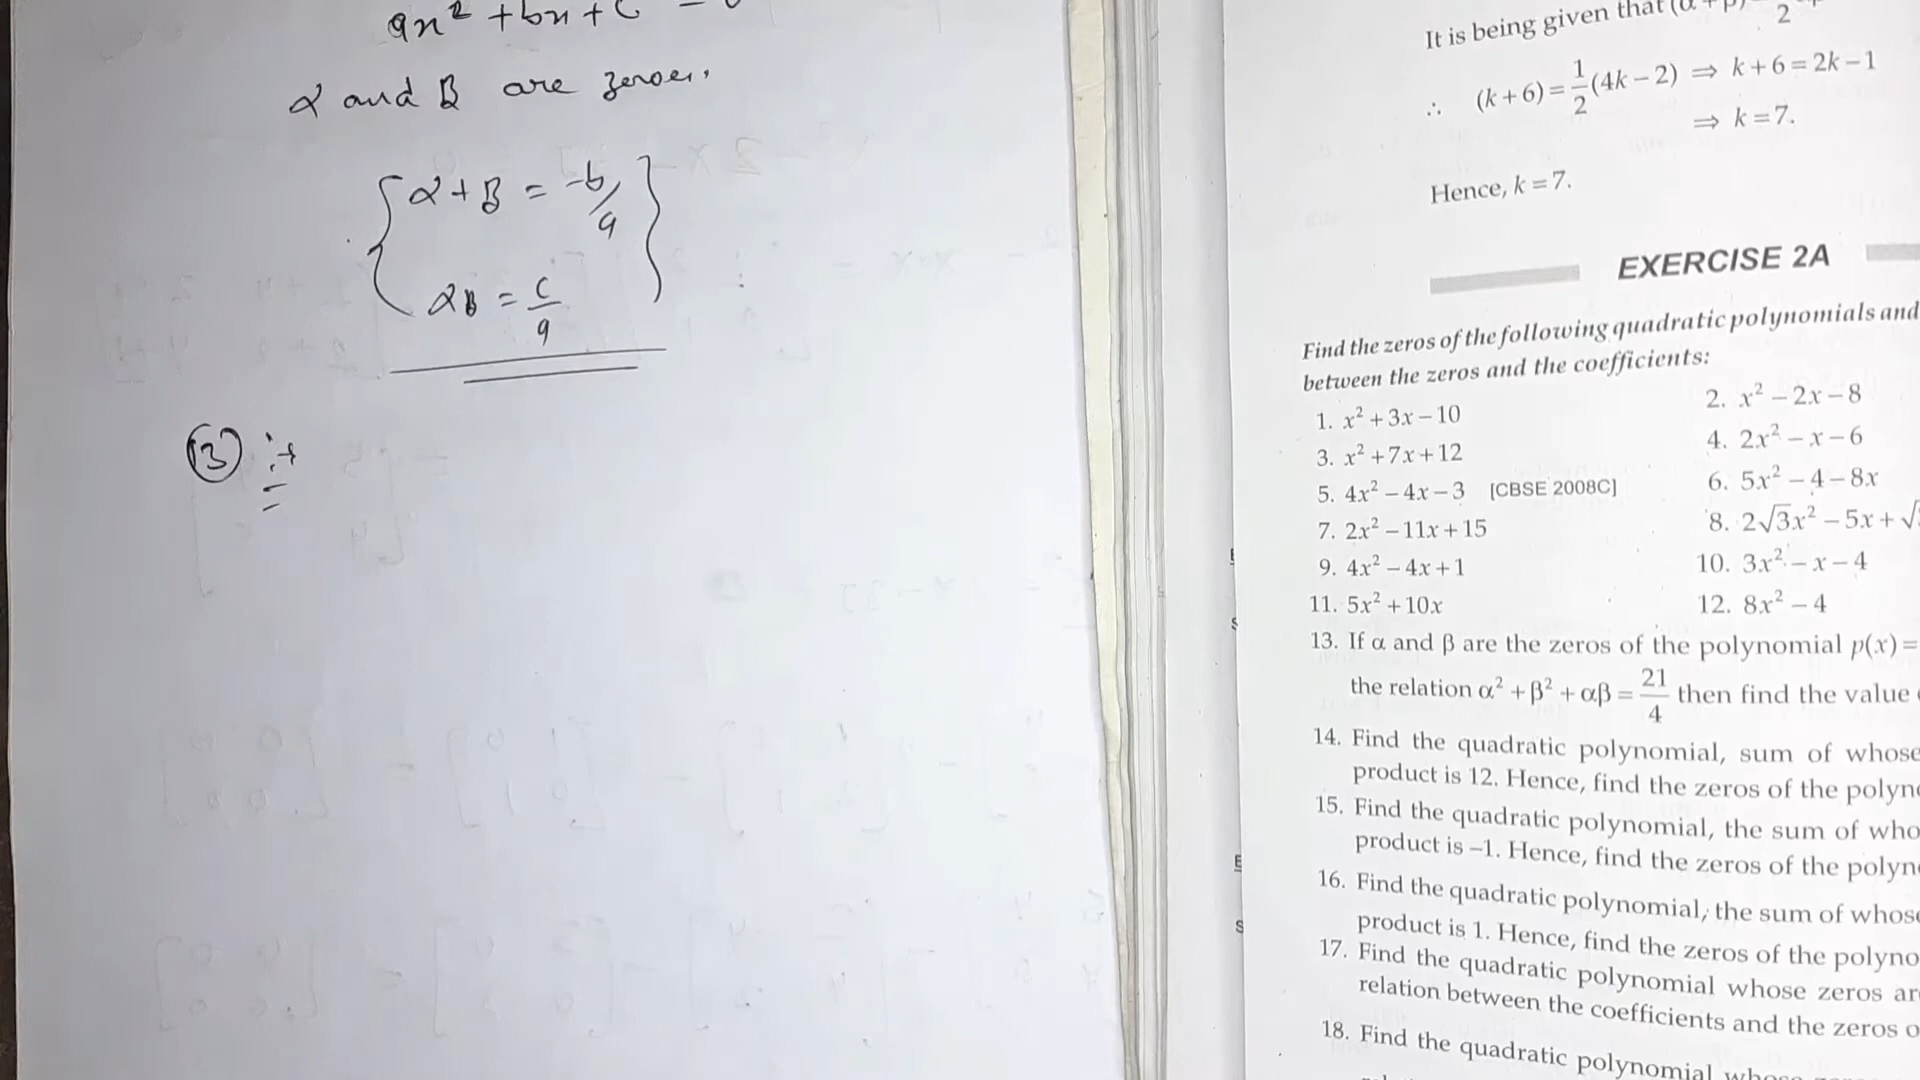 ax² + bx + c
α and β are zeroes.
α + β = -b/a
αβ = c/a
(13) :→
It is being given that (α + β)
2
∴ (k + 6) = 1/2 (4k − 2) ⇒ k + 6 = 2k − 1
⇒ k = 7.
Hence, k = 7.
EXERCISE 2A
Find the zeros of the following quadratic polynomials and
between the zeros and the coefficients:
1. x² + 3x − 10
2. x² − 2x − 8
3. x² + 7x + 12
4. 2x² − x − 6
5. 4x² − 4x − 3 [CBSE 2008C]
6. 5x² − 4 − 8x
7. 2x² − 11x + 15
8. 2√3x² − 5x + √
9. 4x² − 4x + 1
10. 3x² − x − 4
11. 5x² + 10x
12. 8x² − 4
13. If α and β are the zeros of the polynomial p(x) =
the relation α² + β² + αβ = 21/4 then find the value
14. Find the quadratic polynomial, sum of whose
product is 12. Hence, find the zeros of the
15. Find the quadratic polynomial, the sum of
product is −1. Hence, find the zeros of the
16. Find the quadratic polynomial, the sum of whose
product is 1. Hence, find the zeros of the
17. Find the quadratic polynomial whose zeros
relation between the coefficients and the zeros
18. Find the quadratic polynomial